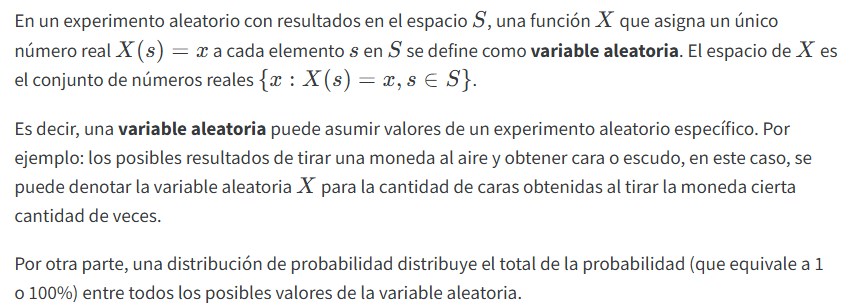 En un experimento aleatorio con resultados en el espacio S, una función X que asigna un único
número real X(s) = x a cada elemento s en S se define como variable aleatoria. El espacio de X es
el conjunto de números reales {x : X(s) = x, s ∈ S}.
Es decir, una variable aleatoria puede asumir valores de un experimento aleatorio específico. Por
ejemplo: los posibles resultados de tirar una moneda al aire y obtener cara o escudo, en este caso, se
puede denotar la variable aleatoria X para la cantidad de caras obtenidas al tirar la moneda cierta
cantidad de veces.
Por otra parte, una distribución de probabilidad distribuye el total de la probabilidad (que equivale a 1
o 100%) entre todos los posibles valores de la variable aleatoria.